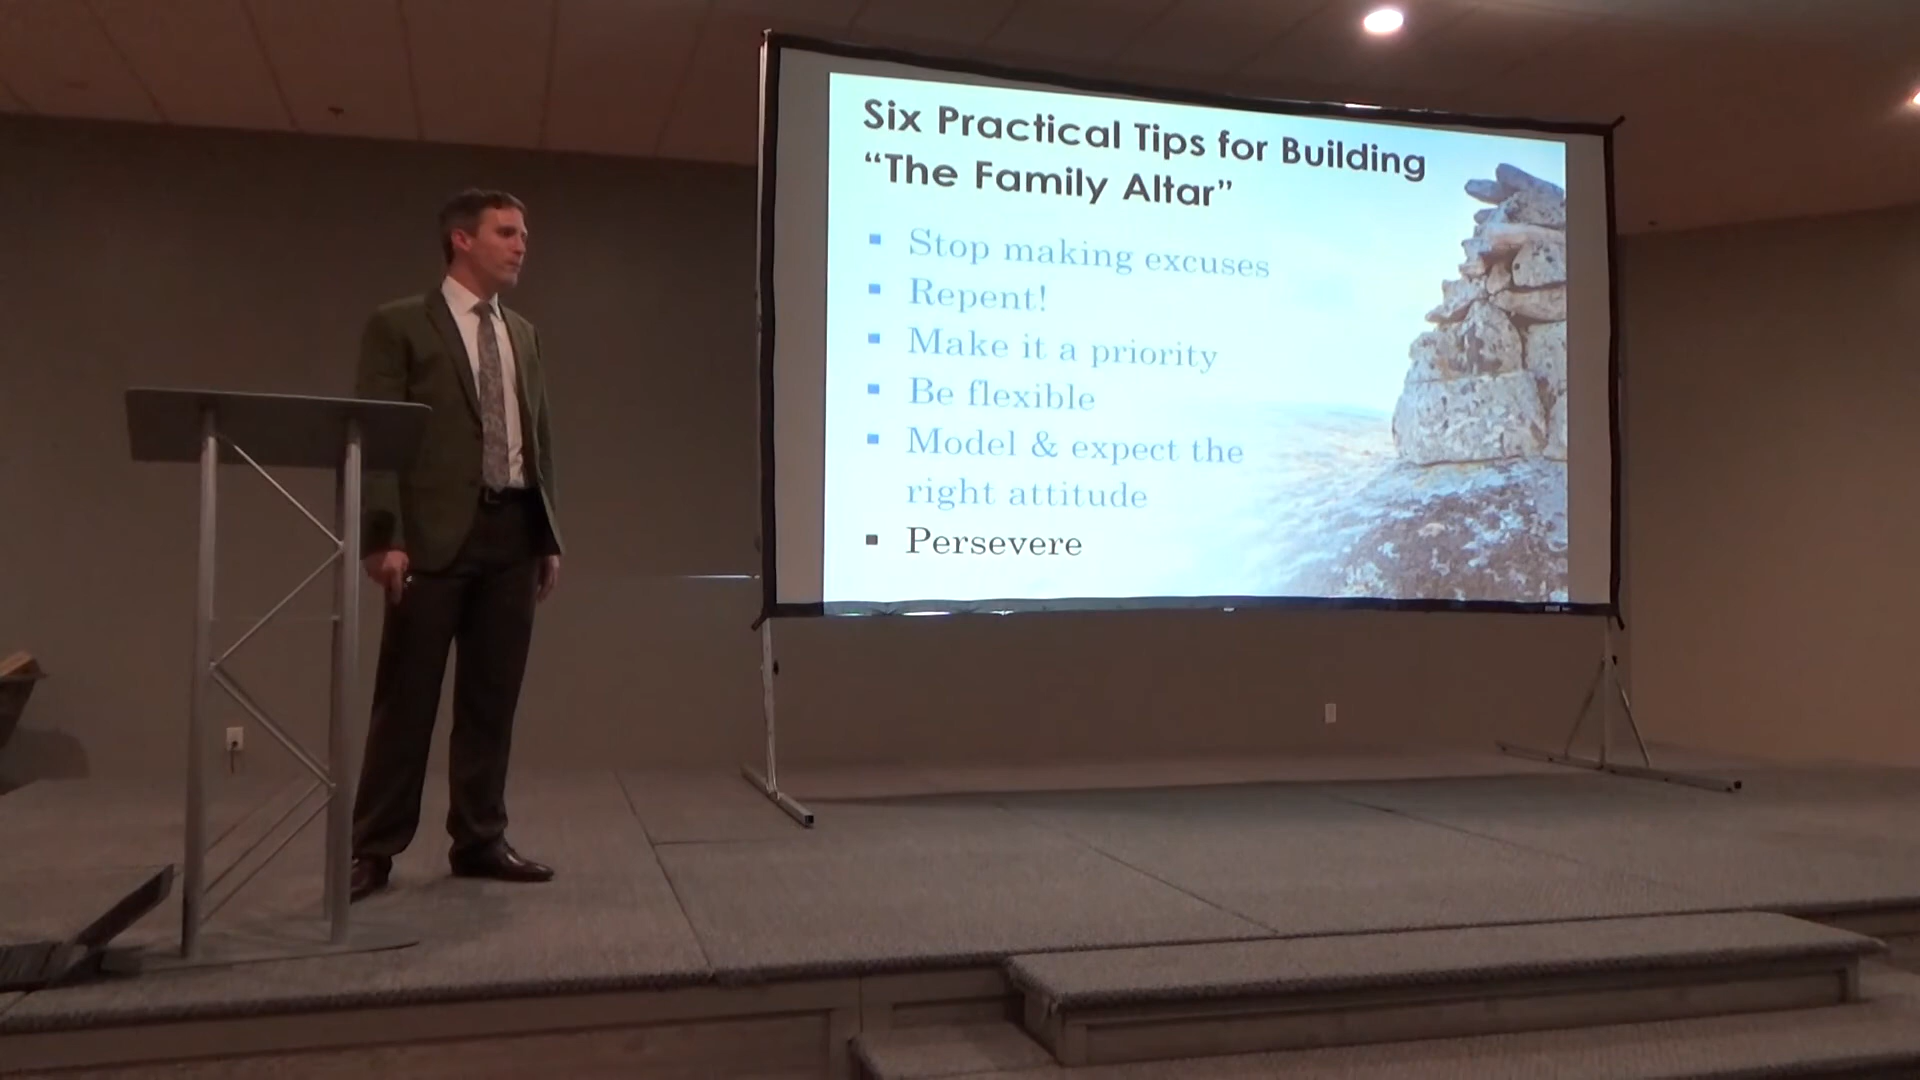 Six Practical Tips for Building
“The Family Altar”
▪ Stop making excuses
▪ Repent!
▪ Make it a priority
▪ Be flexible
▪ Model & expect the
right attitude
▪ Persevere